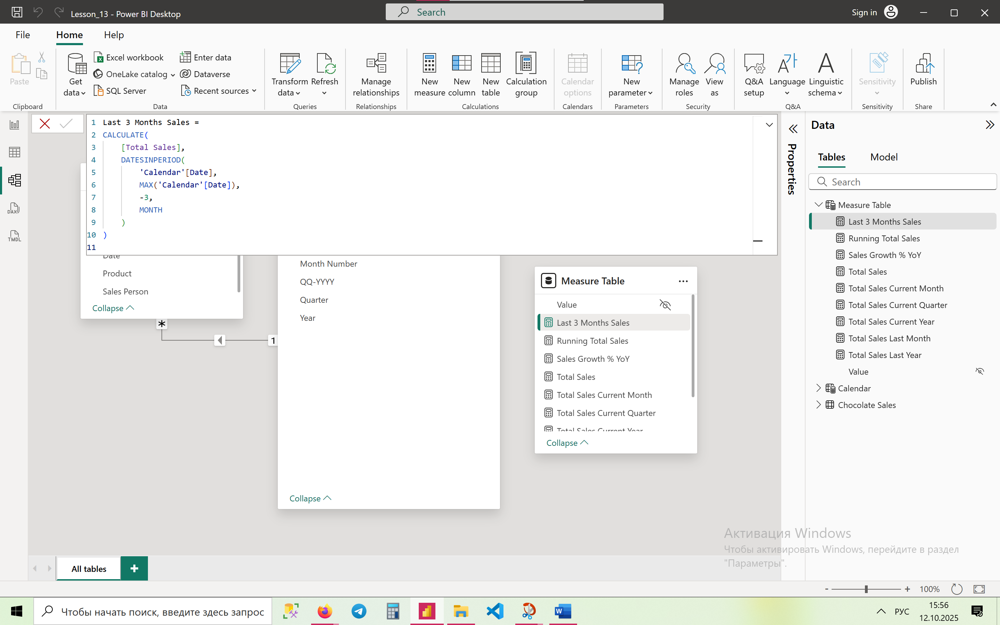 Lesson_13 - Power BI Desktop
Search
Sign in
File
Home
Help
Paste
Clipboard
Get data
Excel workbook
OneLake catalog
SQL Server
Enter data
Dataverse
Recent sources
Data
Transform data
Refresh
Queries
Manage relationships
Relationships
New measure
New column
New table
Calculation group
Calculations
Calendar options
Calendars
New parameter
Parameters
Manage roles
View as
Security
Q&A setup
Language
Linguistic schema
Q&A
Sensitivity
Sensitivity
Publish
Share
1 Last 3 Months Sales =
2 CALCULATE(
3 [Total Sales],
4 DATESINPERIOD(
5 'Calendar'[Date],
6 MAX('Calendar'[Date]),
7 -3,
8 MONTH
9 )
10 )
11
DAX
TMDL
Date
Product
Sales Person
Collapse
*
1
Month Number
QQ-YYYY
Quarter
Year
Collapse
Measure Table
Value
Last 3 Months Sales
Running Total Sales
Sales Growth % YoY
Total Sales
Total Sales Current Month
Total Sales Current Quarter
Total Sales Current Year
Collapse
Properties
Data
Tables
Model
Search
Measure Table
Last 3 Months Sales
Running Total Sales
Sales Growth % YoY
Total Sales
Total Sales Current Month
Total Sales Current Quarter
Total Sales Current Year
Total Sales Last Month
Total Sales Last Year
Value
Calendar
Chocolate Sales
Активация Windows
Чтобы активировать Windows, перейдите в раздел
"Параметры".
All tables
+
- + 100%
Чтобы начать поиск, введите здесь запрос
РУС
15:56
12.10.2025